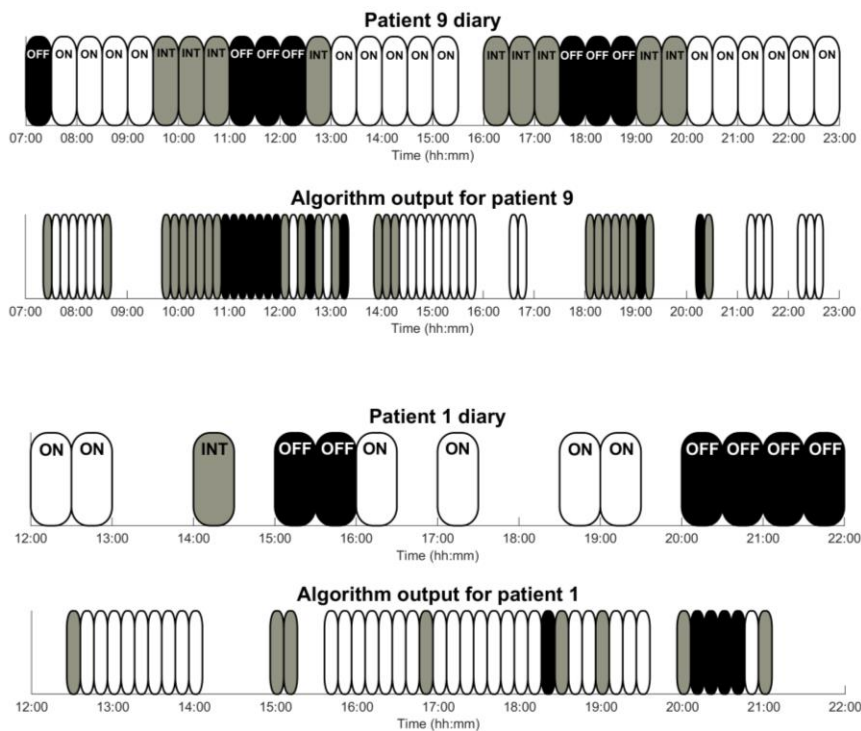 Patient 9 diary
OFF ON ON ON ON INT INT INT OFF OFF OFF INT ON ON ON ON ON INT INT INT OFF OFF OFF INT INT ON ON ON ON ON ON
07:00 08:00 09:00 10:00 11:00 12:00 13:00 14:00 15:00 16:00 17:00 18:00 19:00 20:00 21:00 22:00 23:00
Time (hh:mm)
Algorithm output for patient 9
07:00 08:00 09:00 10:00 11:00 12:00 13:00 14:00 15:00 16:00 17:00 18:00 19:00 20:00 21:00 22:00 23:00
Time (hh:mm)
Patient 1 diary
ON ON INT OFF OFF ON ON ON ON OFF OFF OFF OFF
12:00 13:00 14:00 15:00 16:00 17:00 18:00 19:00 20:00 21:00 22:00
Time (hh:mm)
Algorithm output for patient 1
12:00 13:00 14:00 15:00 16:00 17:00 18:00 19:00 20:00 21:00 22:00
Time (hh:mm)